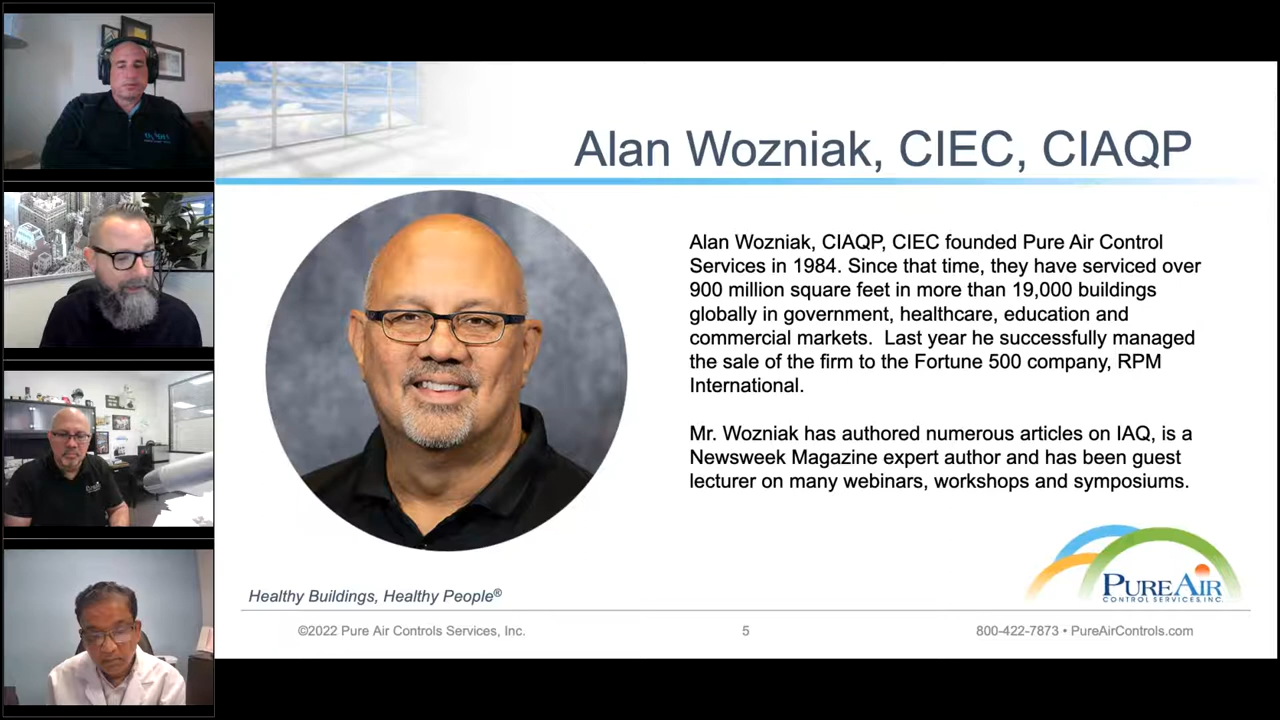 Alan Wozniak, CIEC, CIAQP
Alan Wozniak, CIAQP, CIEC founded Pure Air Control
Services in 1984. Since that time, they have serviced over
900 million square feet in more than 19,000 buildings
globally in government, healthcare, education and
commercial markets.  Last year he successfully managed
the sale of the firm to the Fortune 500 company, RPM
International.
Mr. Wozniak has authored numerous articles on IAQ, is a
Newsweek Magazine expert author and has been guest
lecturer on many webinars, workshops and symposiums.
PURE AIR
CONTROL SERVICES, INC.
Healthy Buildings, Healthy People®
©2022 Pure Air Controls Services, Inc.
5
800-422-7873 • PureAirControls.com